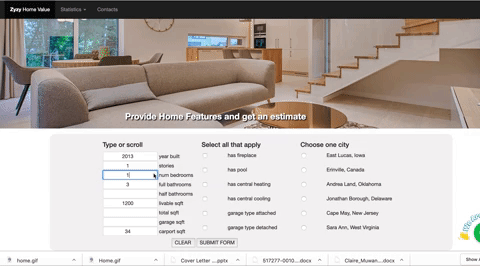 Zyzy Home Value Statistics Contacts
Provide Home Features and get an estimate
Type or scroll Select all that apply Choose one city
2013 year built has fireplace East Lucas, Iowa
1 stories has pool Erinville, Canada
1 num bedrooms has central heating Andrea Land, Oklahoma
3 full bathrooms has central cooling Jonathan Borough, Delaware
half bathrooms garage type attached Cape May, New Jersey
1200 livable sqft garage type detached Sara Ann, West Virginia
total sqft
garage sqft
34 carport sqft
CLEAR SUBMIT FORM
home.gif Home.gif Cover Letter ....pptx 517277-0010....docx Claire_Muwan....docx Show